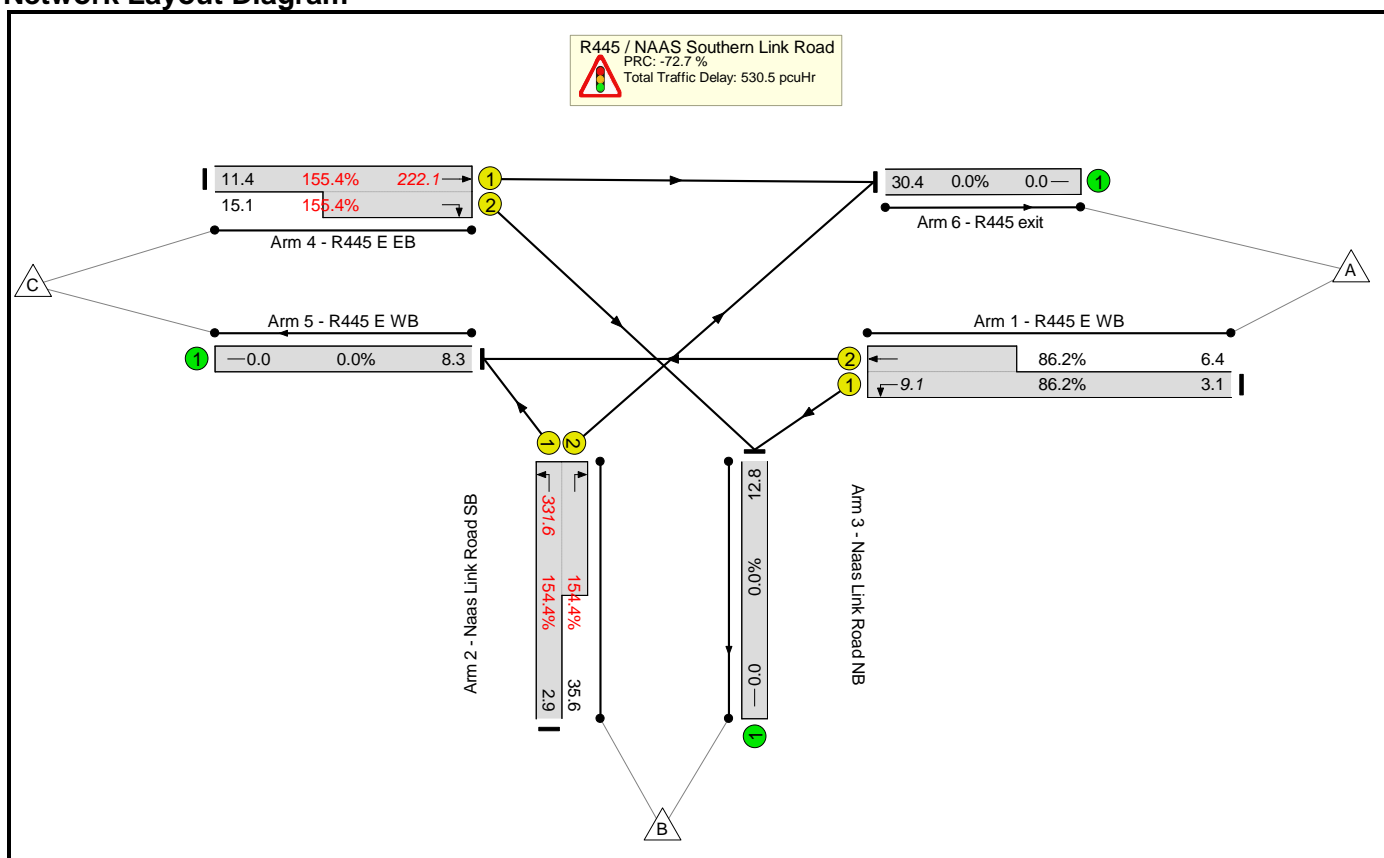 Network Layout Diagram
R445 / NAAS Southern Link Road
PRC: -72.7 %
Total Traffic Delay: 530.5 pcuHr
11.4 155.4% 222.1 1
15.1 155.4% 2
Arm 4 - R445 E EB
30.4 0.0% 0.0 1
Arm 6 - R445 exit
C
A
Arm 5 - R445 E WB
1 0.0 0.0% 8.3
Arm 1 - R445 E WB
2 86.2% 6.4
1 9.1 86.2% 3.1
1 2
Arm 2 - Naas Link Road SB
331.6 154.4% 2.9
154.4% 35.6
12.8 0.0% 0.0
1
Arm 3 - Naas Link Road NB
B